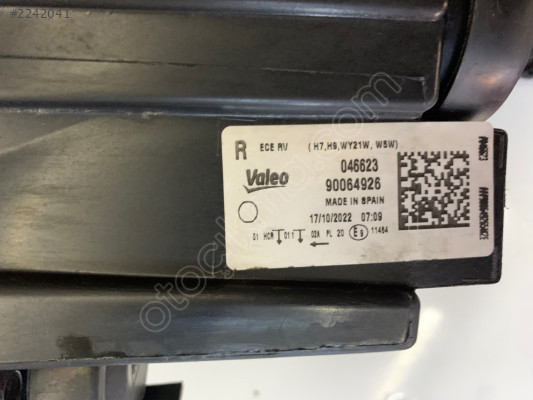 #2242041
R ECE RV ( H7,H9,WY21W, W5W)
Valeo 046623
90064926
MADE IN SPAIN
17/10/2022 07:09
01 HCR 011 02A PL 20 E9 11464